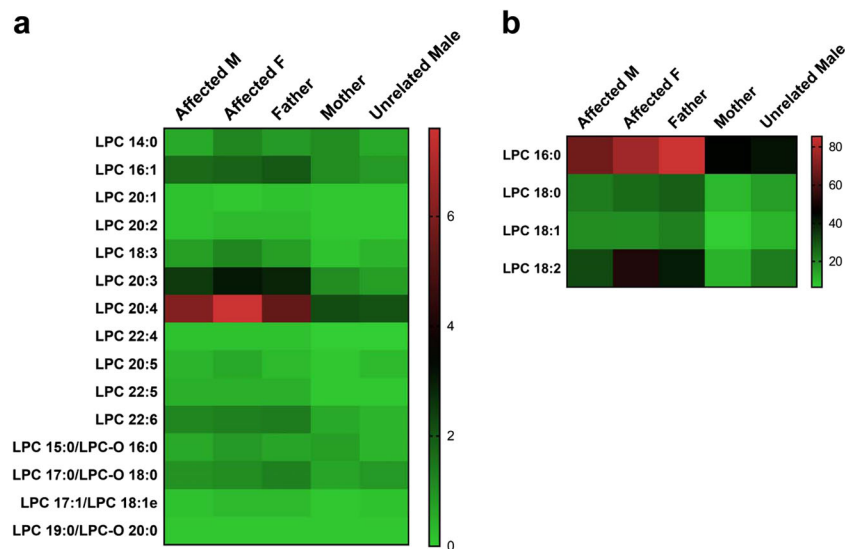 a
Affected M
Affected F
Father
Mother
Unrelated Male
LPC 14:0
LPC 16:1
LPC 20:1
LPC 20:2
LPC 18:3
LPC 20:3
LPC 20:4
LPC 22:4
LPC 20:5
LPC 22:5
LPC 22:6
LPC 15:0/LPC-O 16:0
LPC 17:0/LPC-O 18:0
LPC 17:1/LPC 18:1e
LPC 19:0/LPC-O 20:0
6
4
2
0
b
Affected M
Affected F
Father
Mother
Unrelated Male
LPC 16:0
LPC 18:0
LPC 18:1
LPC 18:2
80
60
40
20